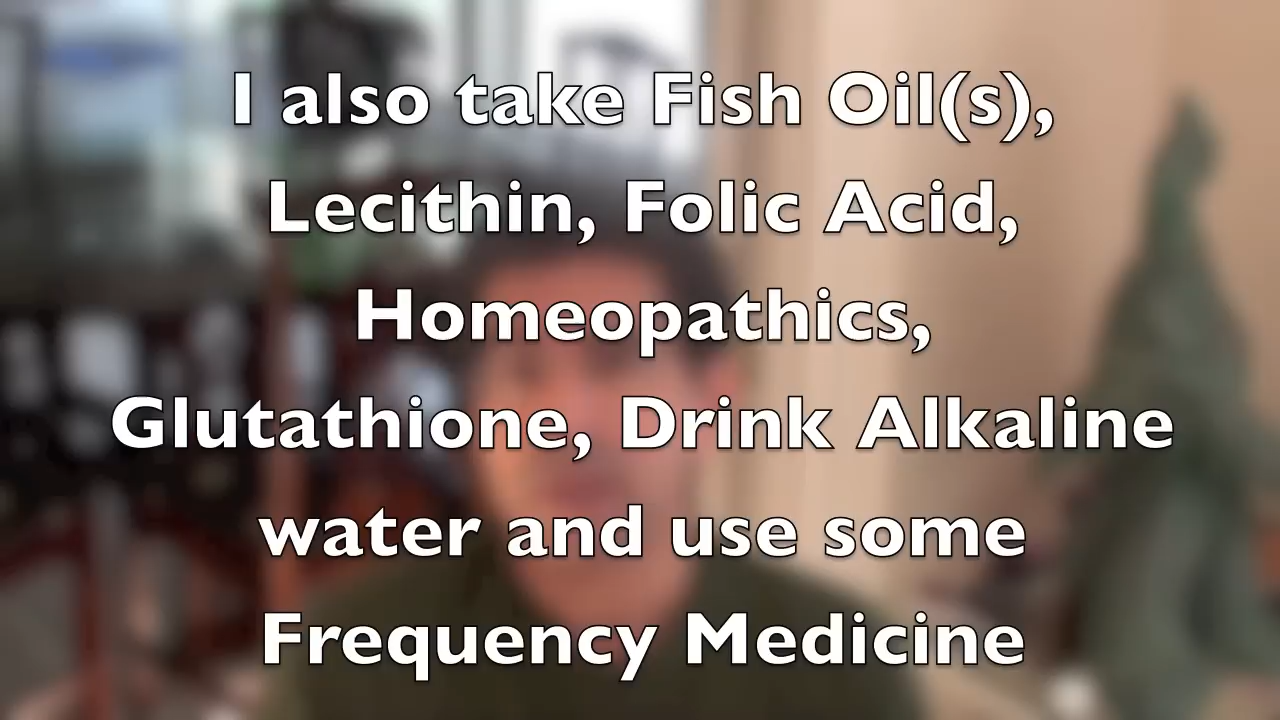 I also take Fish Oil(s),
Lecithin, Folic Acid,
Homeopathics,
Glutathione, Drink Alkaline
water and use some
Frequency Medicine